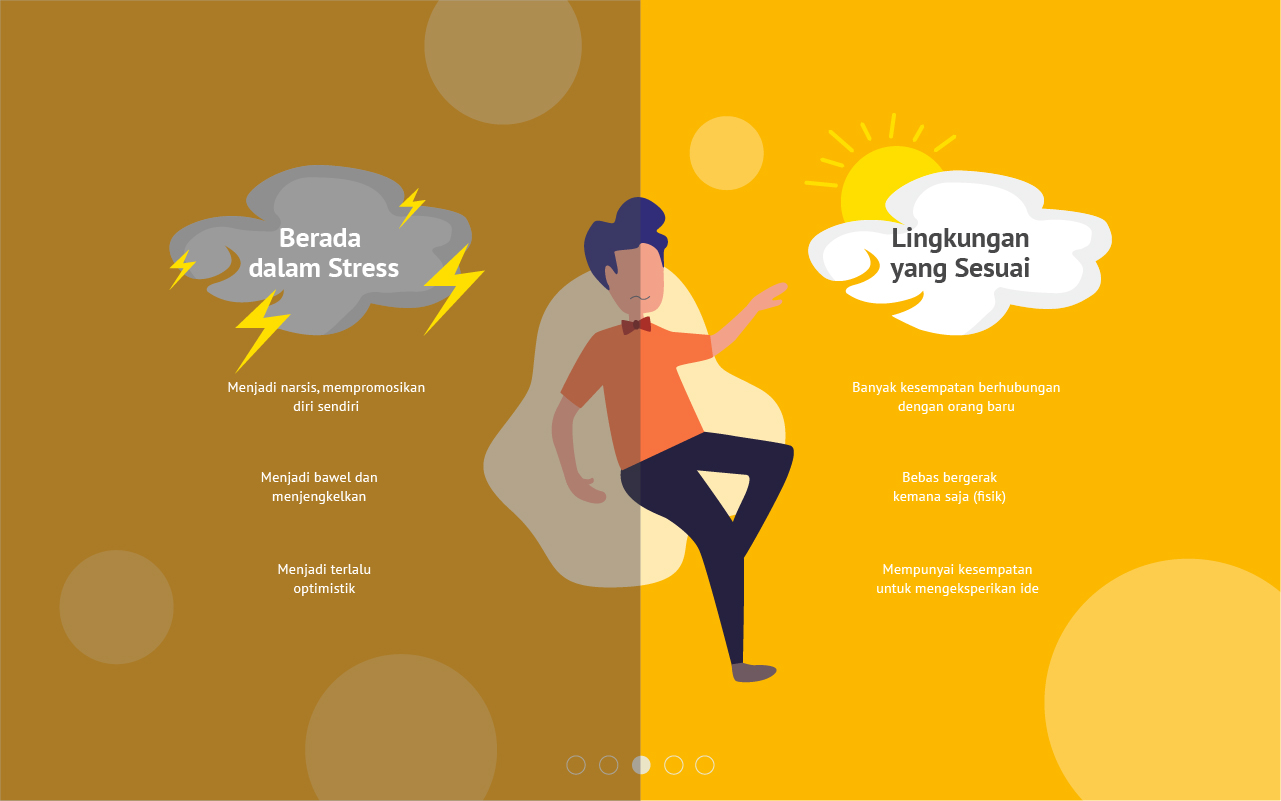 Berada
dalam Stress
Menjadi narsis, mempromosikan
diri sendiri
Menjadi bawel dan
menjengkelkan
Menjadi terlalu
optimistik
Lingkungan
yang Sesuai
Banyak kesempatan berhubungan
dengan orang baru
Bebas bergerak
kemana saja (fisik)
Mempunyai kesempatan
untuk mengeksperikan ide